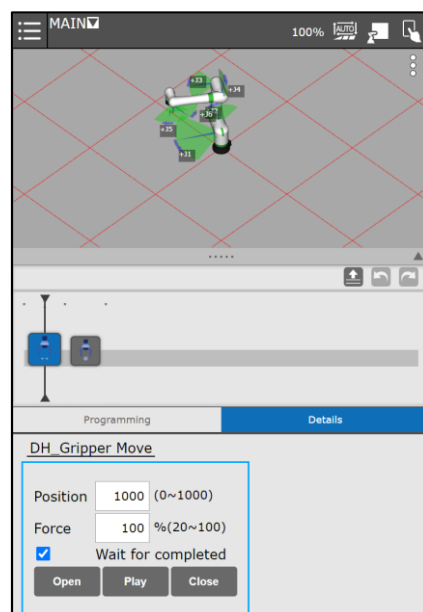 MAIN
100% AUTO
+J3
+J4
+J6
+J5
+J1
Programming Details
DH_Gripper Move
Position 1000 (0~1000)
Force 100 %(20~100)
Wait for completed
Open Play Close